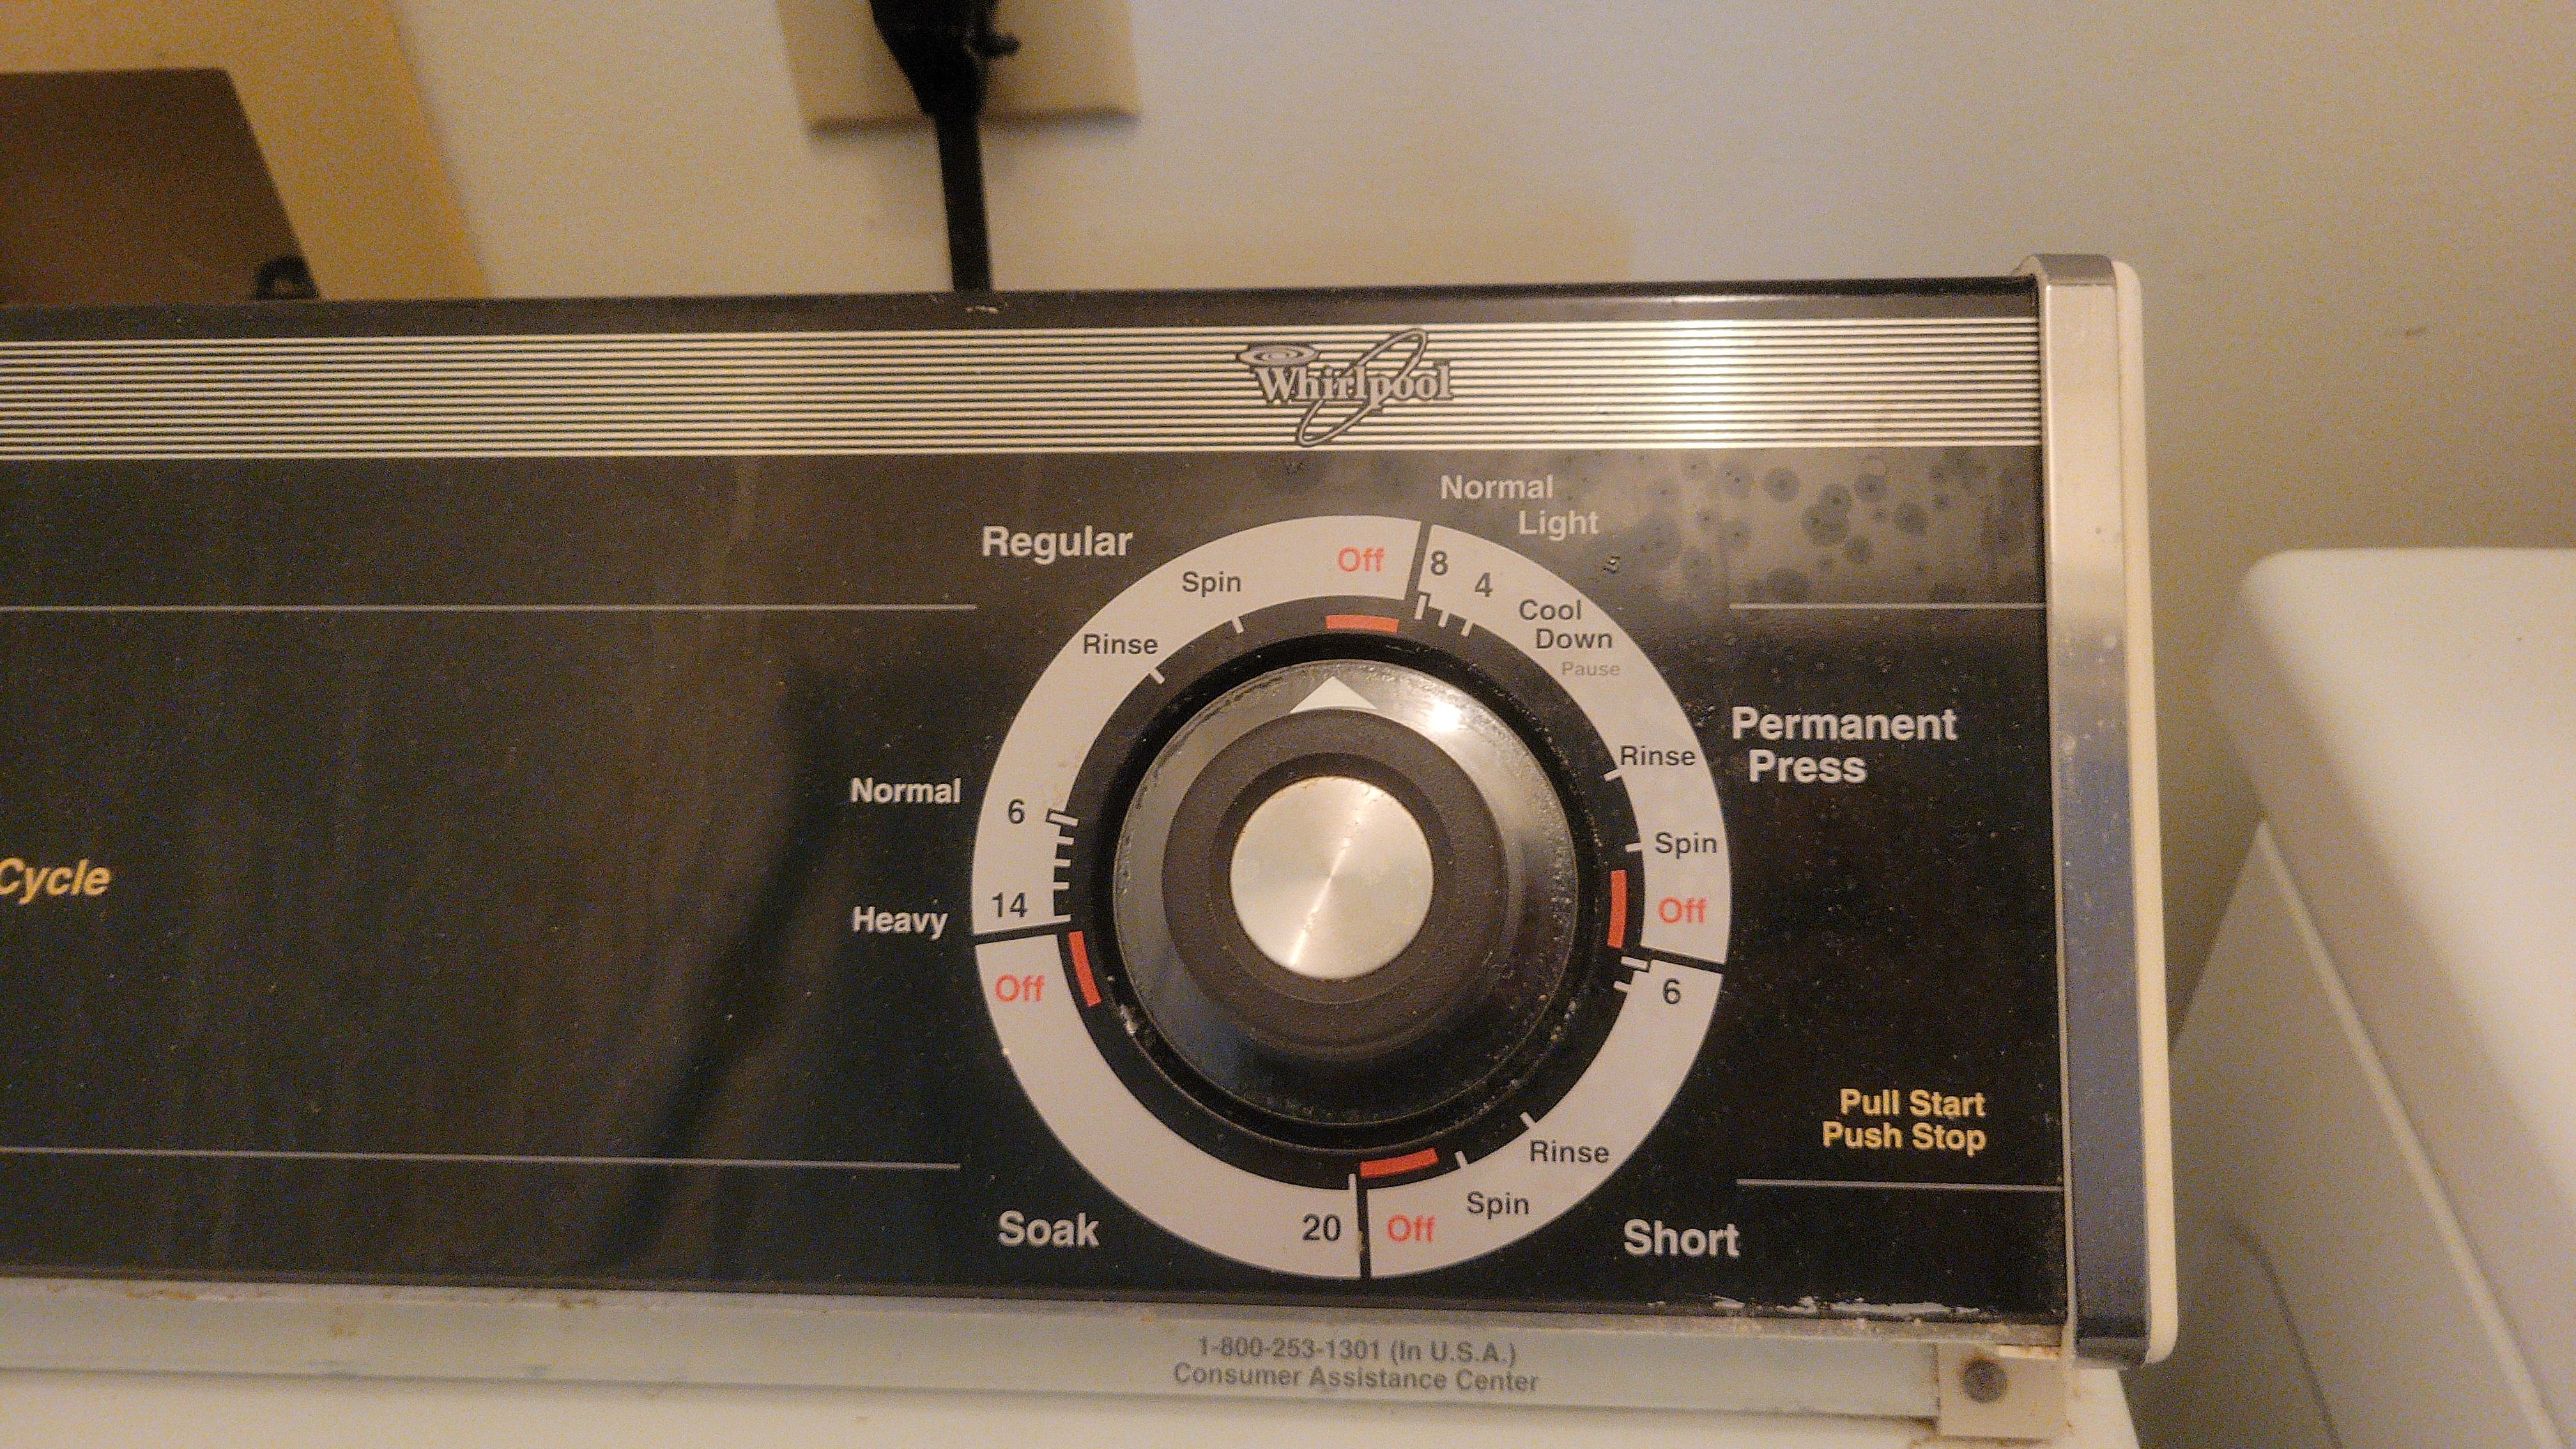 Whirlpool
Regular
Normal
Light
Off
8
4
Spin
Rinse
Cool
Down
Pause
Permanent
Press
Rinse
Spin
Off
Normal
6
Heavy
14
Off
Cycle
6
Rinse
Spin
Off
Short
Soak
20
Pull Start
Push Stop
1-800-253-1301 (In U.S.A.)
Consumer Assistance Center